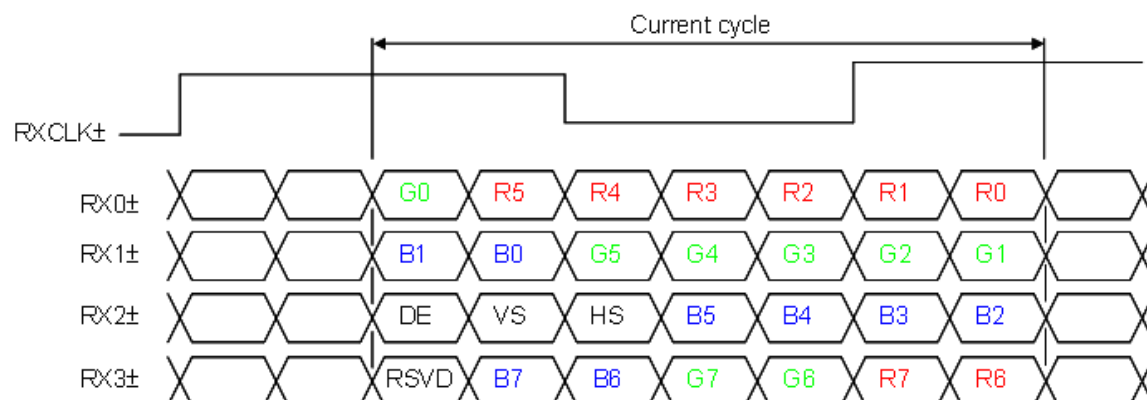 Current cycle
RXCLK±
RX0± G0 R5 R4 R3 R2 R1 R0
RX1± B1 B0 G5 G4 G3 G2 G1
RX2± DE VS HS B5 B4 B3 B2
RX3± RSVD B7 B6 G7 G6 R7 R6